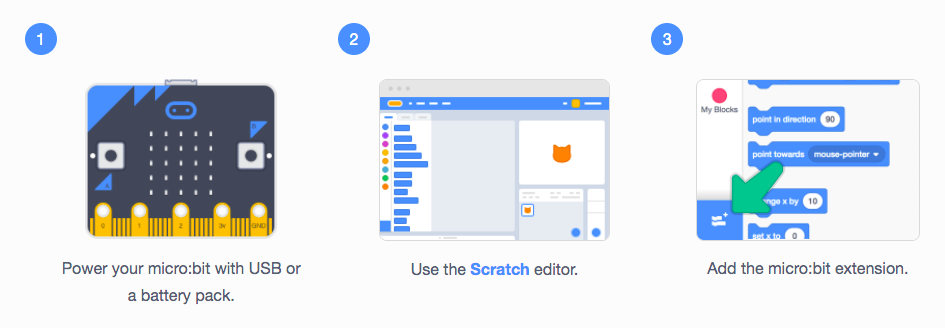 1
2
3
B
A
0
1
2
3v
GND
My Blocks
point in direction 90
point towards mouse-pointer
nge x by 10
set x to 0
Power your micro:bit with USB or
a battery pack.
Use the Scratch editor.
Add the micro:bit extension.